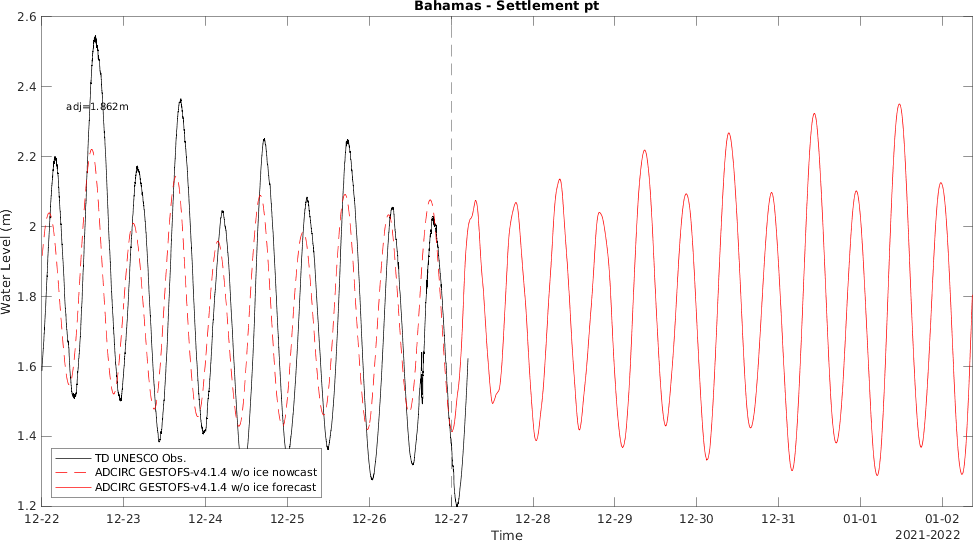 Bahamas - Settlement pt
2.6
2.4
2.2
2
1.8
1.6
1.4
1.2
Water Level (m)
adj=1.862m
TD UNESCO Obs.
ADCIRC GESTOFS-v4.1.4 w/o ice nowcast
ADCIRC GESTOFS-v4.1.4 w/o ice forecast
12-22 12-23 12-24 12-25 12-26 12-27 12-28 12-29 12-30 12-31 01-01 01-02
Time
2021-2022